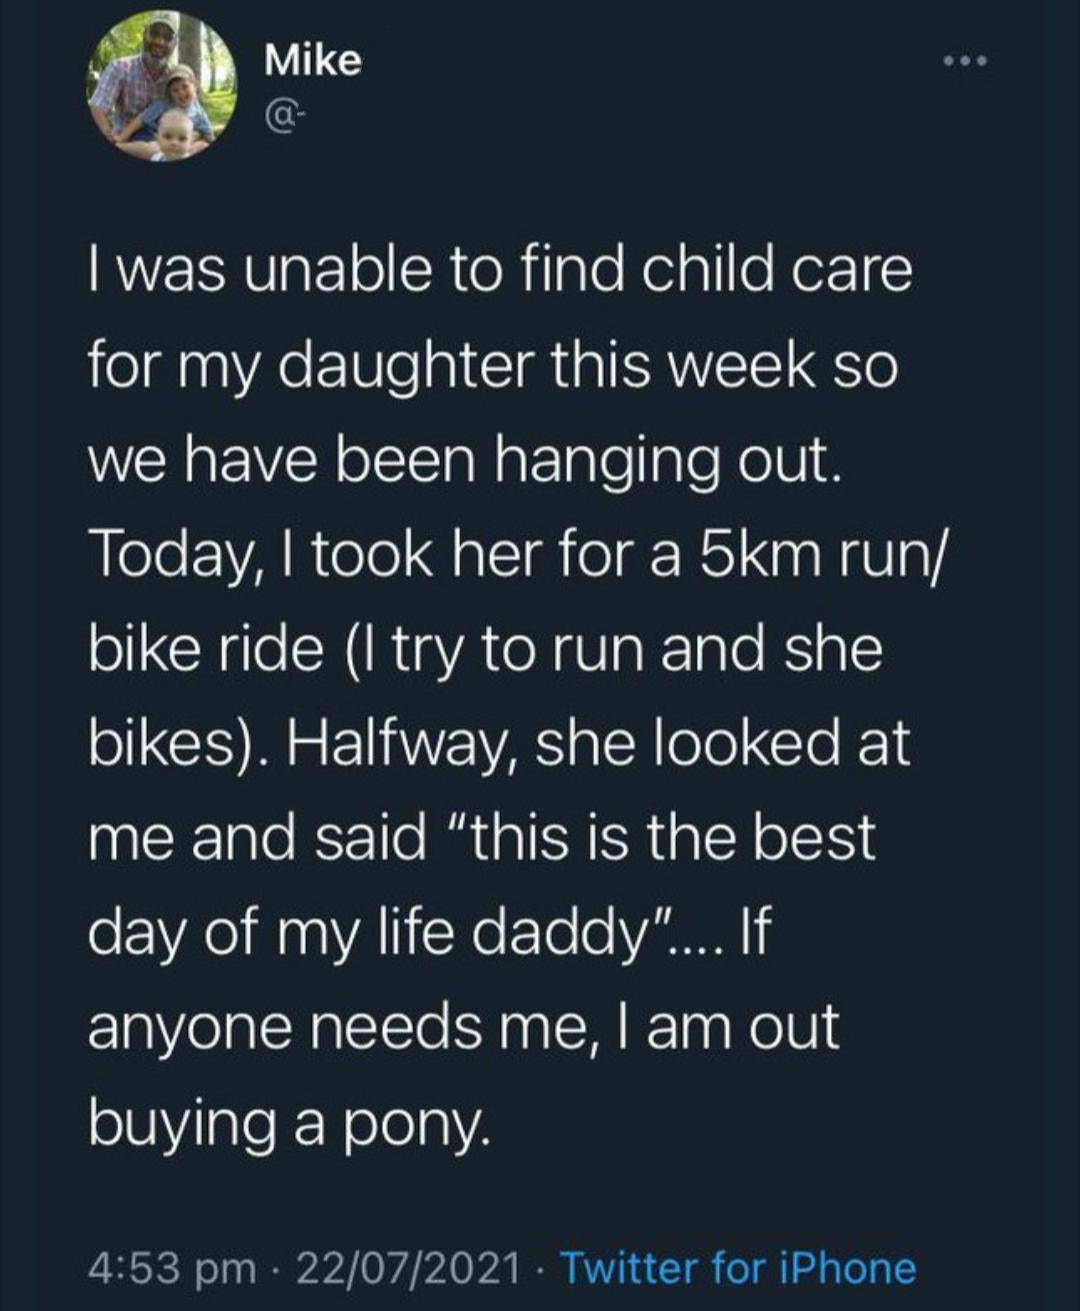 Mike
@-
I was unable to find child care
for my daughter this week so
we have been hanging out.
Today, I took her for a 5km run/
bike ride (I try to run and she
bikes). Halfway, she looked at
me and said "this is the best
day of my life daddy".... If
anyone needs me, I am out
buying a pony.
4:53 pm · 22/07/2021 · Twitter for iPhone